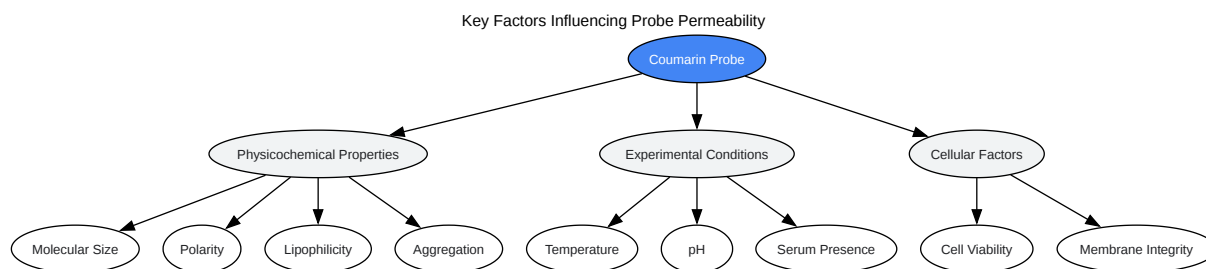 Key Factors Influencing Probe Permeability
Coumarin Probe
Physicochemical Properties
Experimental Conditions
Cellular Factors
Molecular Size
Polarity
Lipophilicity
Aggregation
Temperature
pH
Serum Presence
Cell Viability
Membrane Integrity